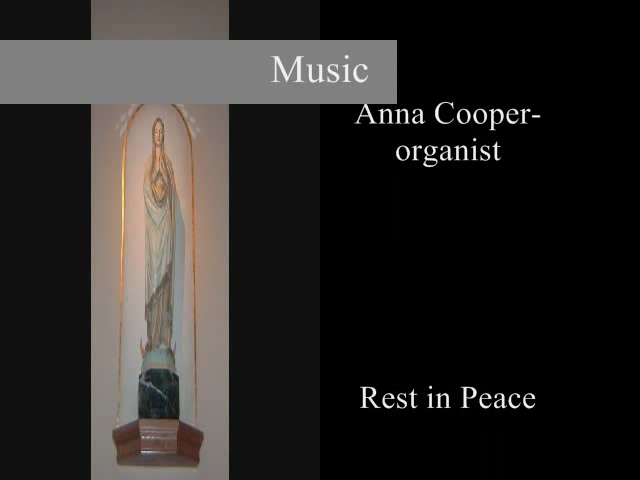 Music
Anna Cooper-
organist
Rest in Peace